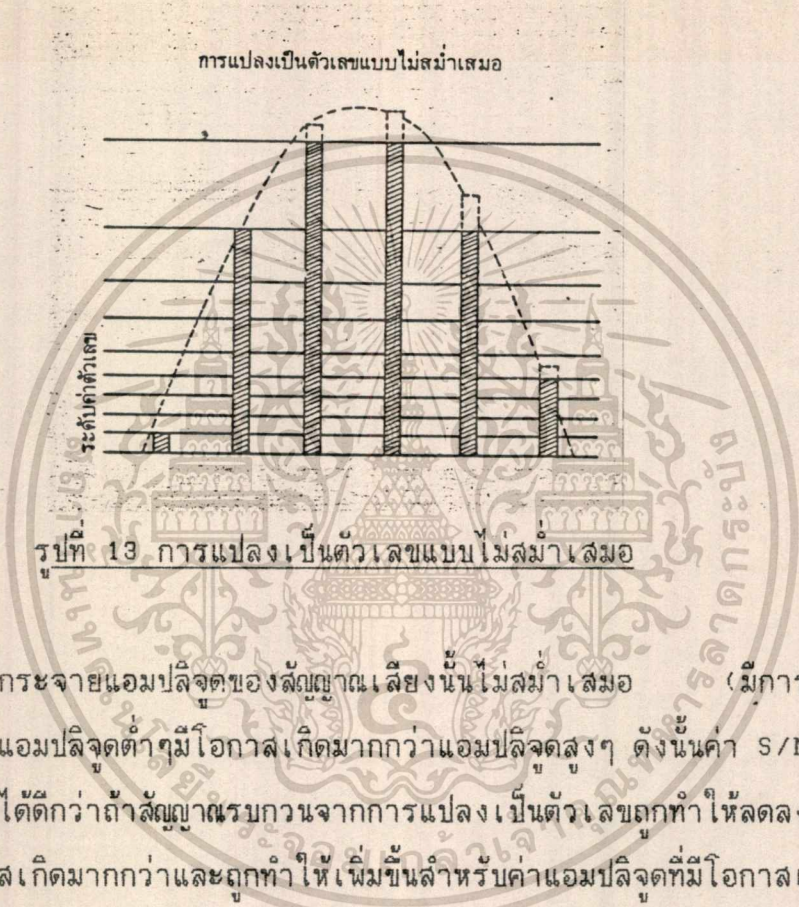 การแปลงเป็นตัวเลขแบบไม่สม่ำเสมอ
ระดับค่าตัวเลข
รูปที่ 13 การแปลงเป็นตัวเลขแบบไม่สม่ำเสมอ
กระจายแอมปลิจูดของสัญญาณเสียงนั้นไม่สม่ำเสมอ (มีการ
แอมปลิจูดต่ำๆมีโอกาสเกิดมากกว่าแอมปลิจูดสูงๆ ดังนั้นค่า S/N
ได้ดีกว่าถ้าสัญญาณรบกวนจากการแปลงเป็นตัวเลขถูกทำให้ลดลง
สเกิดมากกว่าและถูกทำให้เพิ่มขึ้นสำหรับค่าแอมปลิจูดที่มีโอกาส